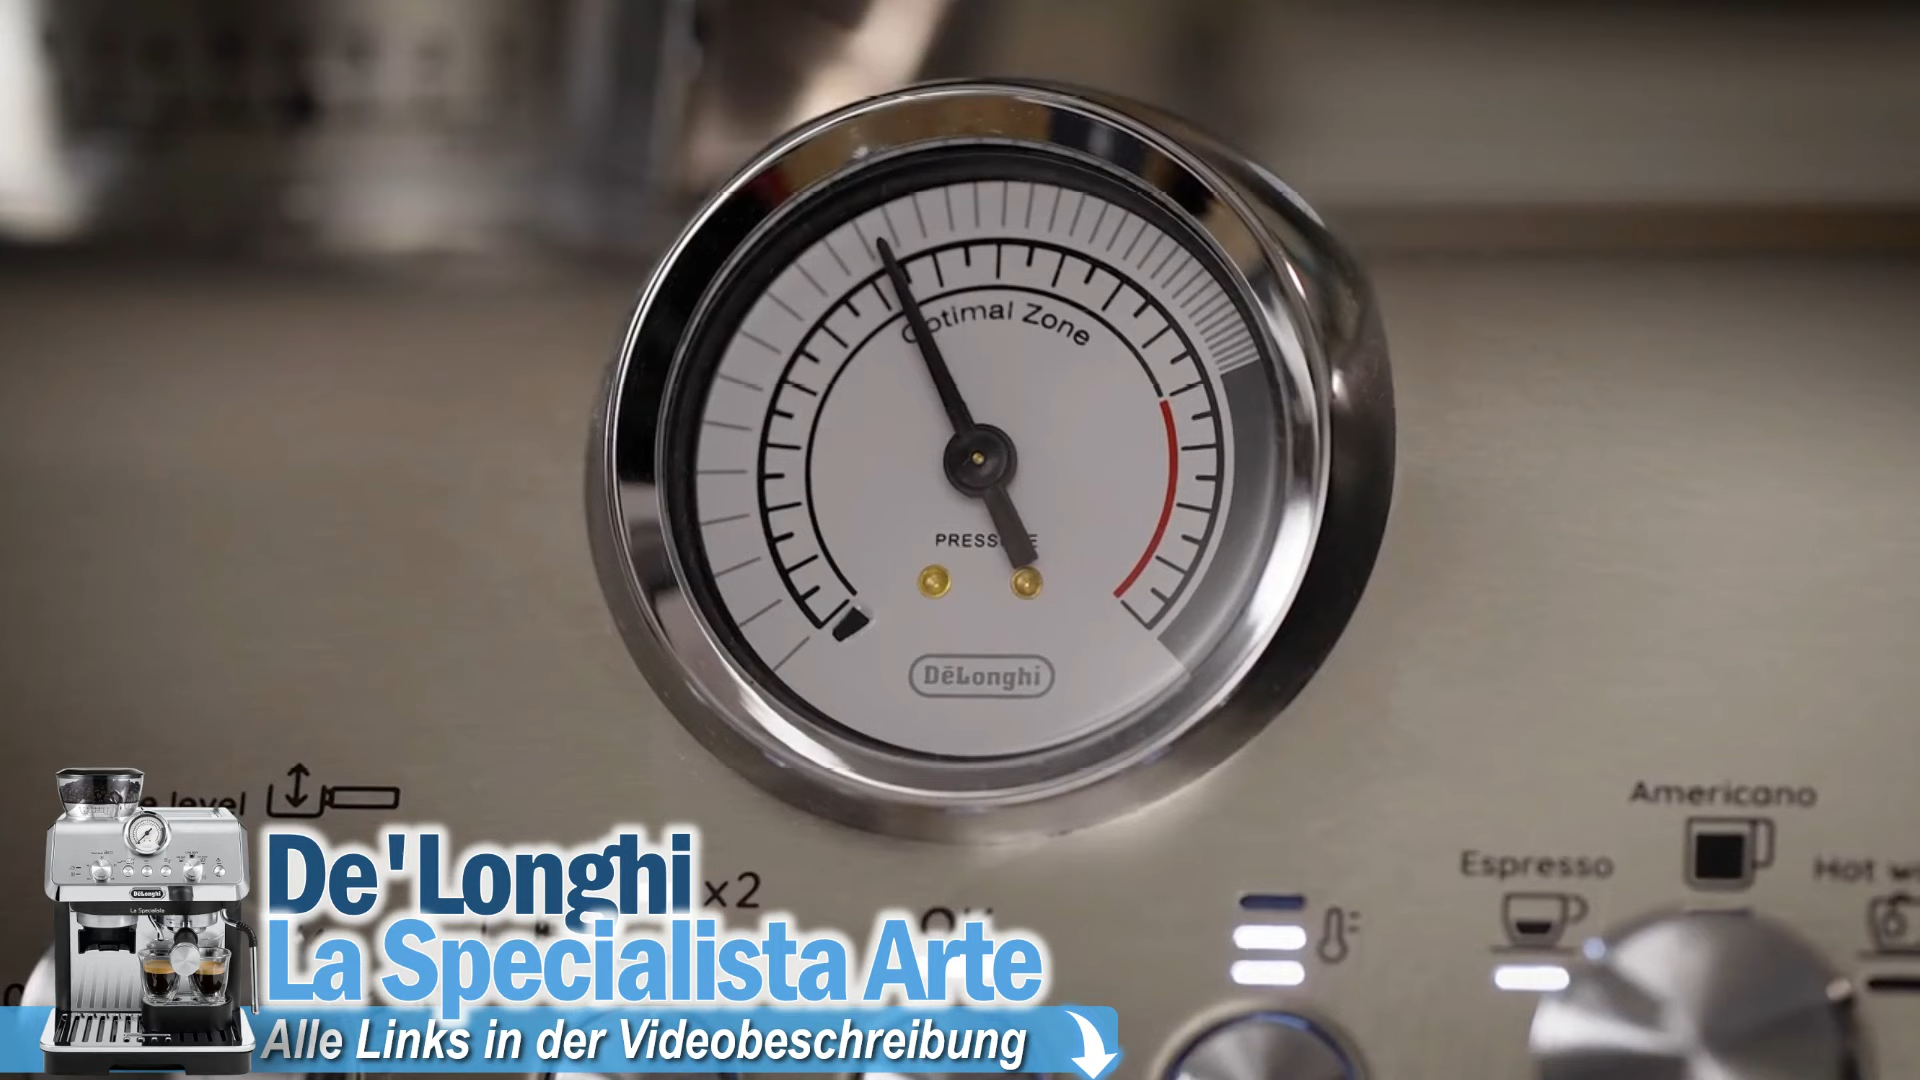 Optimal Zone
PRESSURE
DēLonghi
level
Americano
Espresso
Hot
x2
OK
De'Longhi
La Specialista Arte
Alle Links in der Videobeschreibung